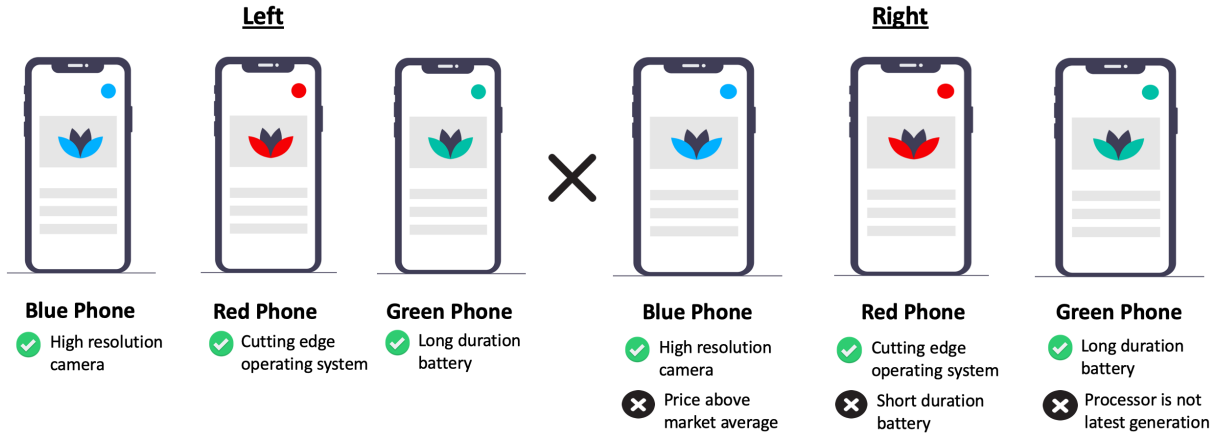 Left
Right
Blue Phone
High resolution
camera
Red Phone
Cutting edge
operating system
Green Phone
Long duration
battery
Blue Phone
High resolution
camera
Price above
market average
Red Phone
Cutting edge
operating system
Short duration
battery
Green Phone
Long duration
battery
Processor is not
latest generation